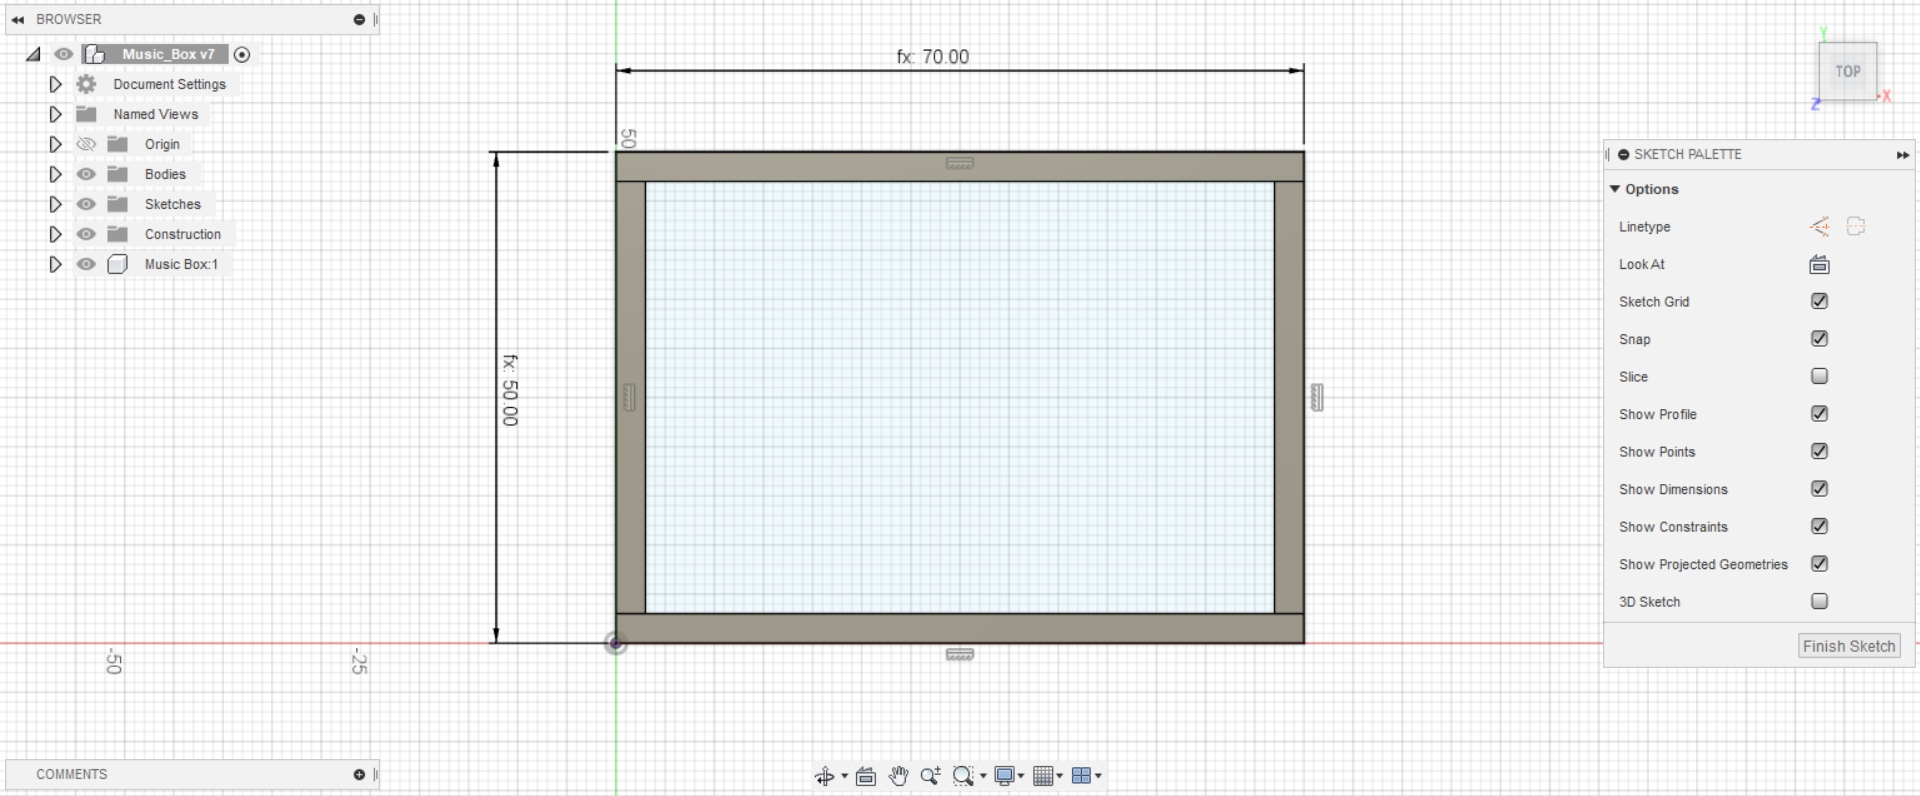 BROWSER
Music_Box v7
Document Settings
Named Views
Origin
Bodies
Sketches
Construction
Music Box:1
fx: 70.00
50
fx: 50.00
-50
-25
Y
TOP
X
Z
SKETCH PALETTE
Options
Linetype
Look At
Sketch Grid
Snap
Slice
Show Profile
Show Points
Show Dimensions
Show Constraints
Show Projected Geometries
3D Sketch
Finish Sketch
COMMENTS